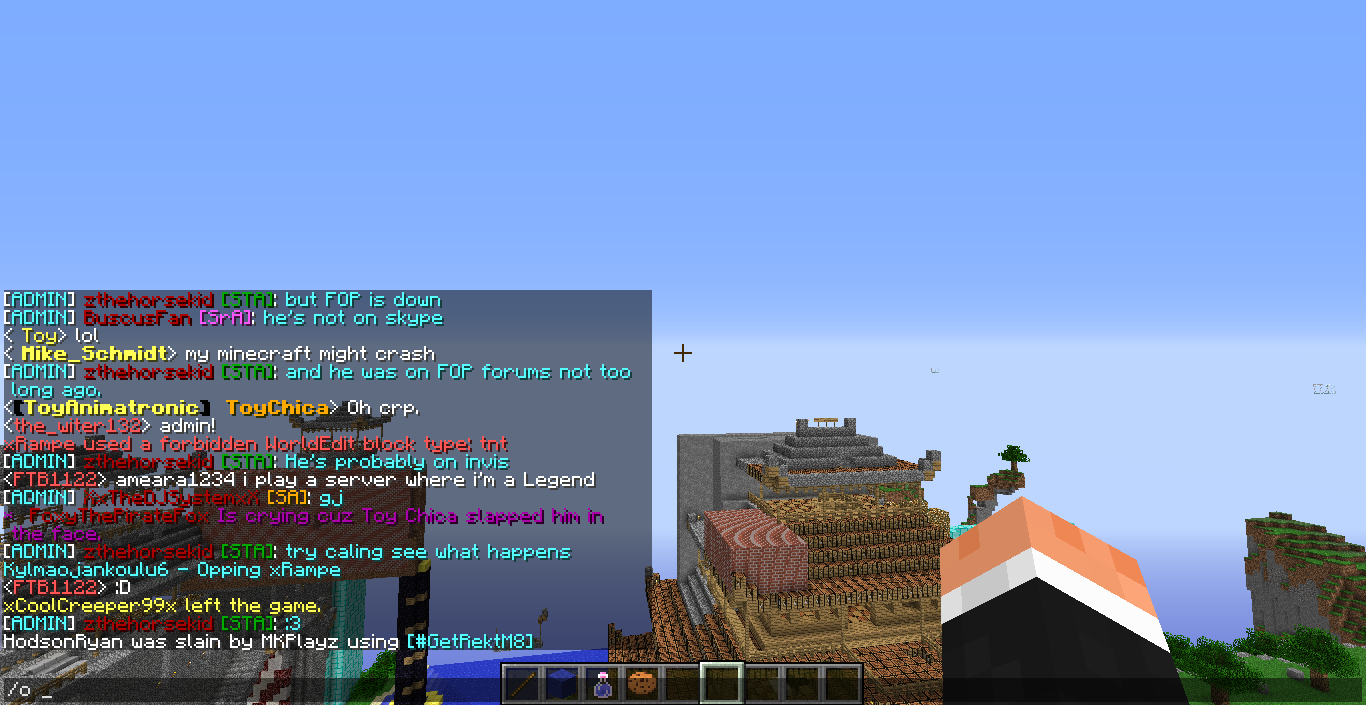 [ADMIN] zthehorsekid [STA]: but FOP is down
[ADMIN] BuscusFan [SrA]: he's not on skype
< Toy> lol
< Mike_Schmidt> my minecraft might crash
[ADMIN] zthehorsekid [STA]: and he was on FOP forums not too
long ago.
<[ToyAnimatronic] ToyChica> Oh crp.
<the_witer132> admin!
xRampe used a forbidden WorldEdit block type: tnt
[ADMIN] zthehorsekid [STA]: He's probably on invis
<FTB1122> ameara1234 i play a server where i'm a Legend
[ADMIN] XxTheDJSystemxX [SA]: gj
* FoxyThePirateFox Is crying cuz Toy Chica slapped him in
the face.
[ADMIN] zthehorsekid [STA]: try caling see what happens
Kylmaojankoulu6 - Opping xRampe
<FTB1122> :D
xCoolCreeper99x left the game.
[ADMIN] zthehorsekid [STA]: :3
HodsonRyan was slain by MKPlayz using [#GetRektM8]
/o _